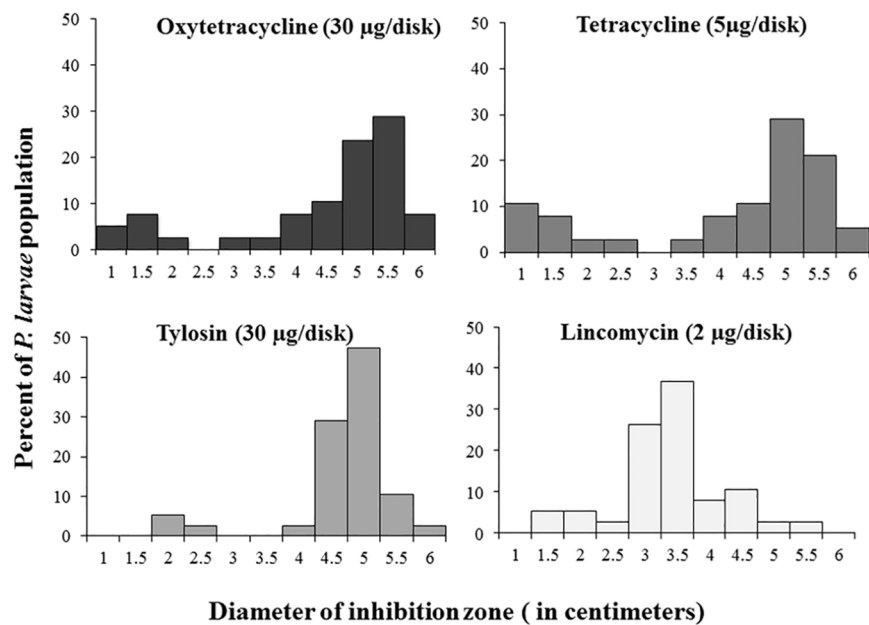 Percent of P. larvae population
Oxytetracycline (30 µg/disk)
50
40
30
20
10
0
1 1.5 2 2.5 3 3.5 4 4.5 5 5.5 6
Tetracycline (5µg/disk)
50
40
30
20
10
0
1 1.5 2 2.5 3 3.5 4 4.5 5 5.5 6
Tylosin (30 µg/disk)
50
40
30
20
10
0
1 1.5 2 2.5 3 3.5 4 4.5 5 5.5 6
Lincomycin (2 µg/disk)
50
40
30
20
10
0
1 1.5 2 2.5 3 3.5 4 4.5 5 5.5 6
Diameter of inhibition zone ( in centimeters)